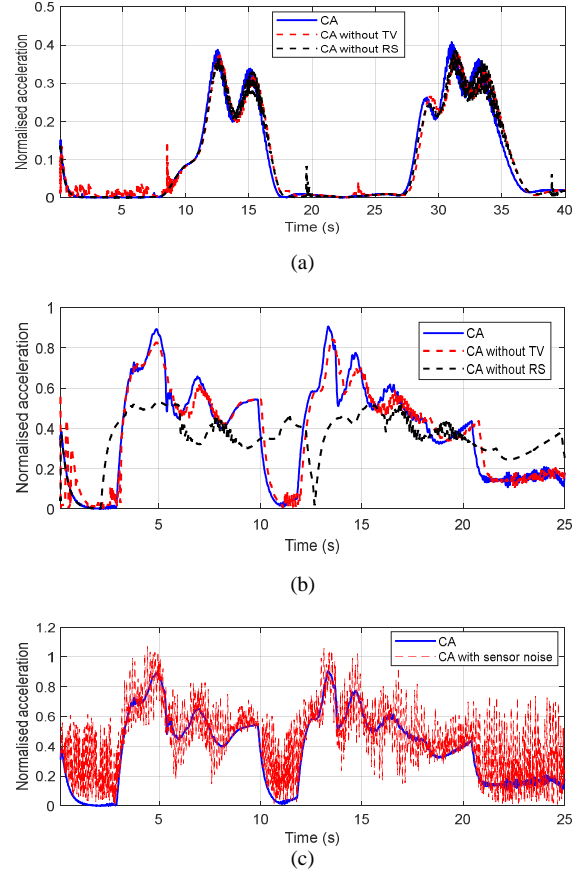 0.5
0.4
0.3
0.2
0.1
0
Normalised acceleration
CA
CA without TV
CA without RS
5 10 15 20 25 30 35 40
Time (s)
(a)
1
0.8
0.6
0.4
0.2
0
Normalised acceleration
CA
CA without TV
CA without RS
5 10 15 20 25
Time (s)
(b)
1.2
1
0.8
0.6
0.4
0.2
0
Normalised acceleration
CA
CA with sensor noise
5 10 15 20 25
Time (s)
(c)